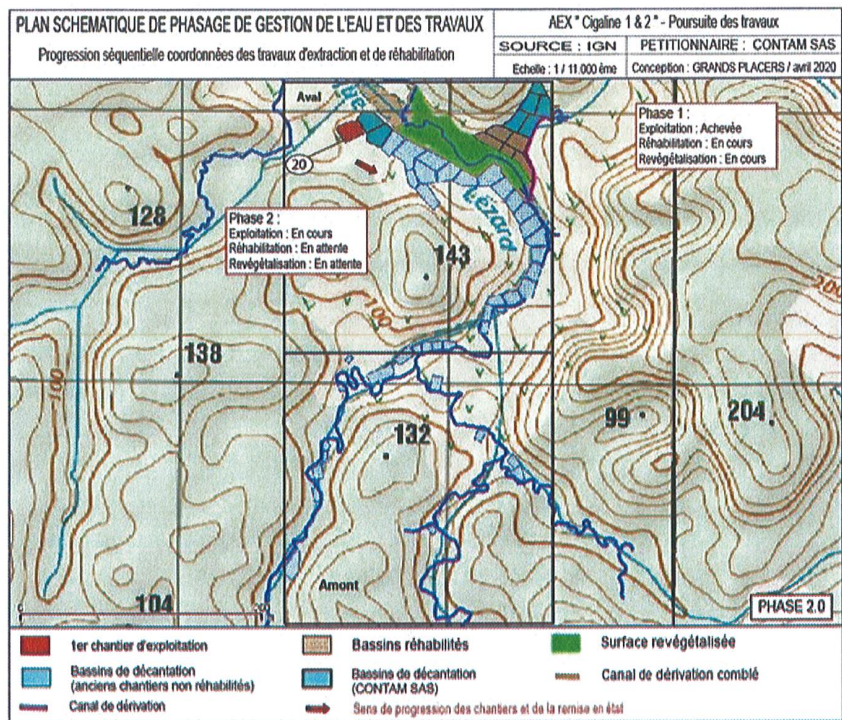 PLAN SCHEMATIQUE DE PHASAGE DE GESTION DE L'EAU ET DES TRAVAUX
Progression séquentielle coordonnées des travaux d'extraction et de réhabilitation
AEX " Cigaline 1 & 2 " - Poursuite des travaux
SOURCE : IGN
PETITIONNAIRE : CONTAM SAS
Echelle : 1 / 11.000 ème
Conception : GRANDS PLACERS / avril 2020
Aval
20
Phase 1 :
Exploitation : Achevée
Réhabilitation : En cours
Revégétalisation : En cours
128
Phase 2 :
Exploitation : En cours
Réhabilitation : En attente
Revégétalisation : En attente
Lézard
143
100
200
138
100
132
99
204
Amont
104
PHASE 2.0
1er chantier d'exploitation
Bassins réhabilités
Surface revégétalisée
Bassins de décantation
(anciens chantiers non réhabilités)
Bassins de décantation
(CONTAM SAS)
Canal de dérivation comblé
Canal de dérivation
Sens de progression des chantiers et de la remise en état